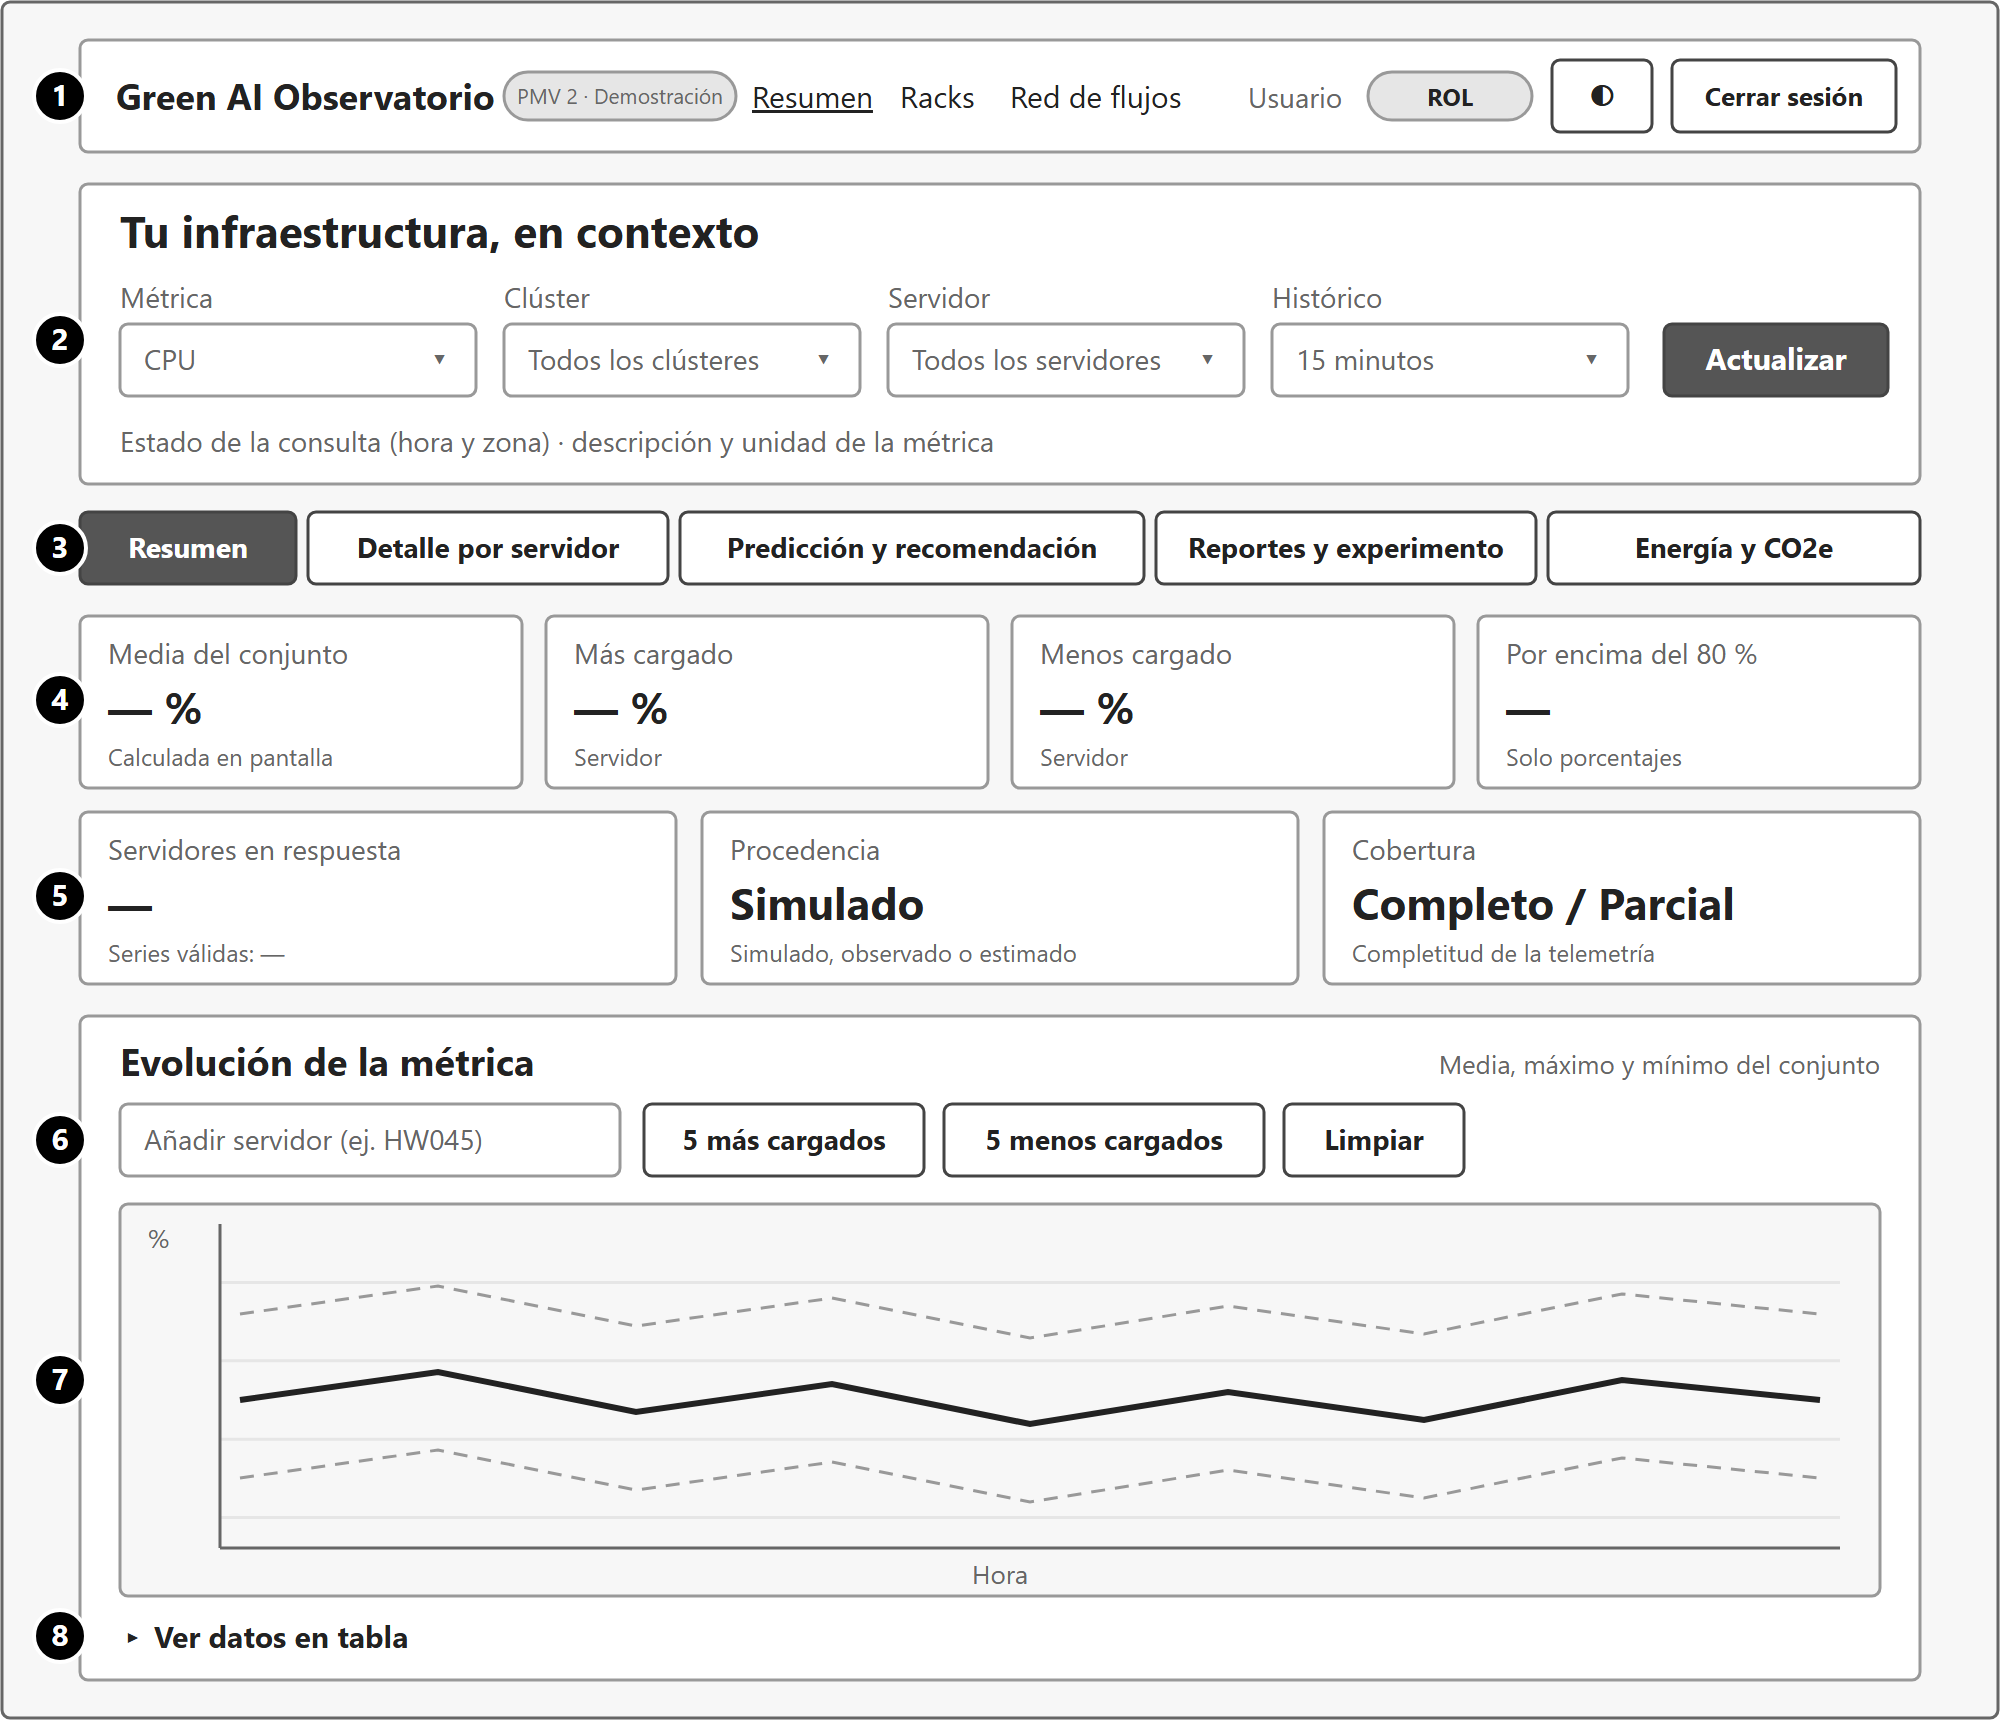 1 Green AI Observatorio PMV 2 · Demostración Resumen Racks Red de flujos Usuario ROL ◐ Cerrar sesión
Tu infraestructura, en contexto
Métrica Clúster Servidor Histórico
2 CPU ▼ Todos los clústeres ▼ Todos los servidores ▼ 15 minutos ▼ Actualizar
Estado de la consulta (hora y zona) · descripción y unidad de la métrica
3 Resumen Detalle por servidor Predicción y recomendación Reportes y experimento Energía y CO2e
Media del conjunto Más cargado Menos cargado Por encima del 80 %
4 — % — % — % —
Calculada en pantalla Servidor Servidor Solo porcentajes
Servidores en respuesta Procedencia Cobertura
5 — Simulado Completo / Parcial
Series válidas: — Simulado, observado o estimado Completitud de la telemetría
Evolución de la métrica Media, máximo y mínimo del conjunto
6 Añadir servidor (ej. HW045) 5 más cargados 5 menos cargados Limpiar
%
7
Hora
8 ▸ Ver datos en tabla